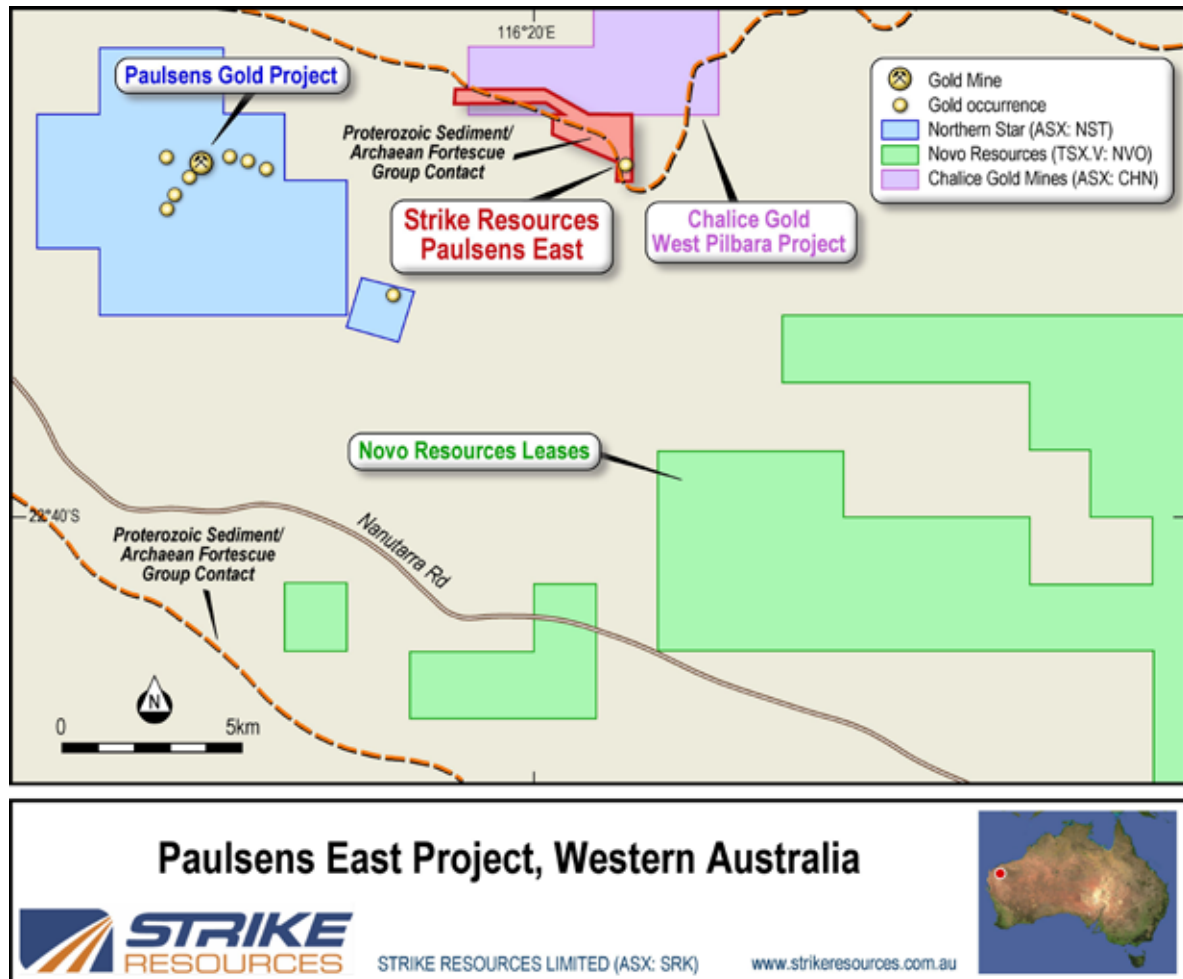 116°20'E
Paulsens Gold Project
Proterozoic Sediment/
Archaean Fortescue
Group Contact
Strike Resources
Paulsens East
Chalice Gold
West Pilbara Project
Gold Mine
Gold occurrence
Northern Star (ASX: NST)
Novo Resources (TSX.V: NVO)
Chalice Gold Mines (ASX: CHN)
Novo Resources Leases
22°40'S
Nanutarra Rd
Proterozoic Sediment/
Archaean Fortescue
Group Contact
N
0 5km
Paulsens East Project, Western Australia
STRIKE
RESOURCES
STRIKE RESOURCES LIMITED (ASX: SRK)
www.strikeresources.com.au